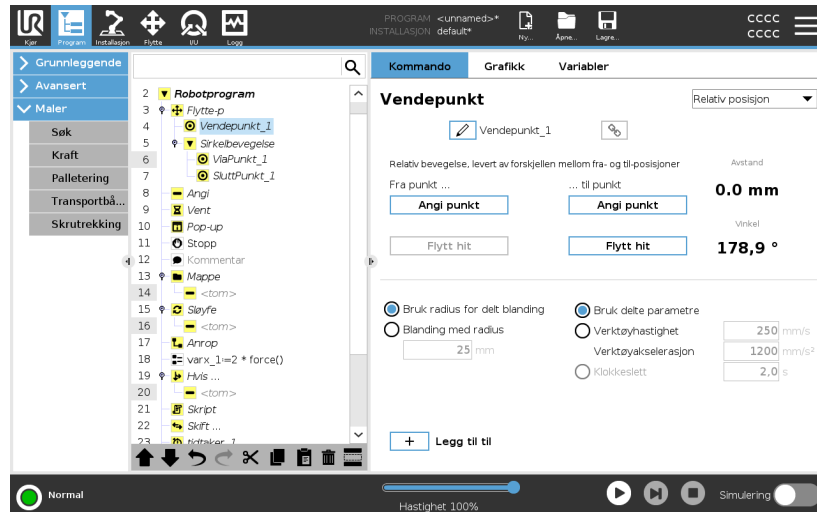 PROGRAM <unnamed>*
INSTALLASJON default*
Ny...
Åpne...
Lagre...
CCCC
CCCC
Kjør
Program
Installasjon
Flytte
I/U
Logg
Grunnleggende
Avansert
Maler
Søk
Kraft
Palletering
Transportbå...
Skrutrekking
2 Robotprogram
3 Flytte-p
4 Vendepunkt_1
5 Sirkelbevegelse
6 ViaPunkt_1
7 SluttPunkt_1
8 Angi
9 Vent
10 Pop-up
11 Stopp
12 Kommentar
13 Mappe
14 <tom>
15 Sløyfe
16 <tom>
17 Anrop
18 varx_1:=2 * force()
19 Hvis ...
20 <tom>
21 Skript
22 Skift ...
23 tidtaker_1
Kommando Grafikk Variabler
Vendepunkt
Relativ posisjon
Vendepunkt_1
Relativ bevegelse, levert av forskjellen mellom fra- og til-posisjoner
Avstand
Fra punkt ...
... til punkt
0.0 mm
Angi punkt
Angi punkt
Vinkel
Flytt hit
Flytt hit
178,9 °
Bruk radius for delt blanding
Blanding med radius
25 mm
Bruk delte parametre
Verktøyhastighet 250 mm/s
Verktøyakselerasjon 1200 mm/s²
Klokkeslett 2,0 s
+ Legg til til
Normal
Hastighet 100%
Simulering